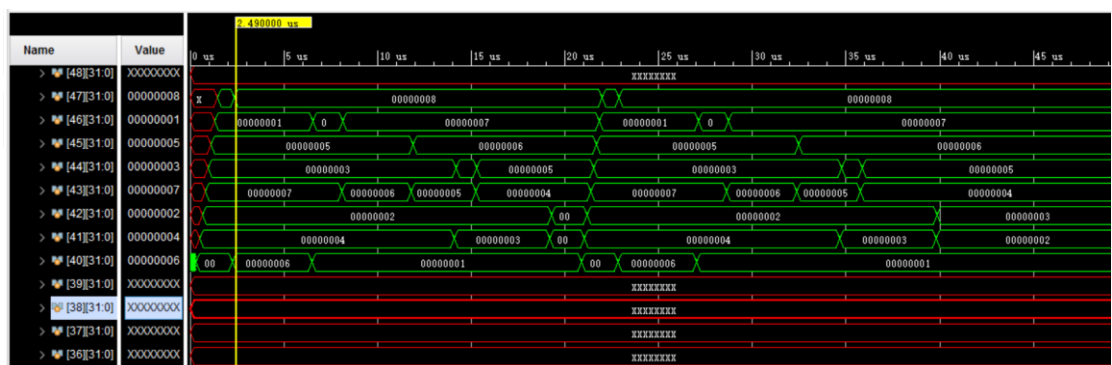 2.490000 us
Name Value 0 us 5 us 10 us 15 us 20 us 25 us 30 us 35 us 40 us 45 us
[48][31:0] XXXXXXXX XXXXXXXX
[47][31:0] 00000008 X 00000008 00000008
[46][31:0] 00000001 00000001 0 00000007 00000001 0 00000007
[45][31:0] 00000005 00000005 00000006 00000005 00000006
[44][31:0] 00000003 00000003 00000005 00000003 00000005
[43][31:0] 00000007 00000007 00000006 00000005 00000004 00000007 00000006 00000005 00000004
[42][31:0] 00000002 00000002 00 00000002 00000003
[41][31:0] 00000004 00000004 00000003 00 00000004 00000003 00000002
[40][31:0] 00000006 00 00000006 00000001 00 00000006 00000001
[39][31:0] XXXXXXXX XXXXXXXX
[38][31:0] XXXXXXXX XXXXXXXX
[37][31:0] XXXXXXXX XXXXXXXX
[36][31:0] XXXXXXXX XXXXXXXX